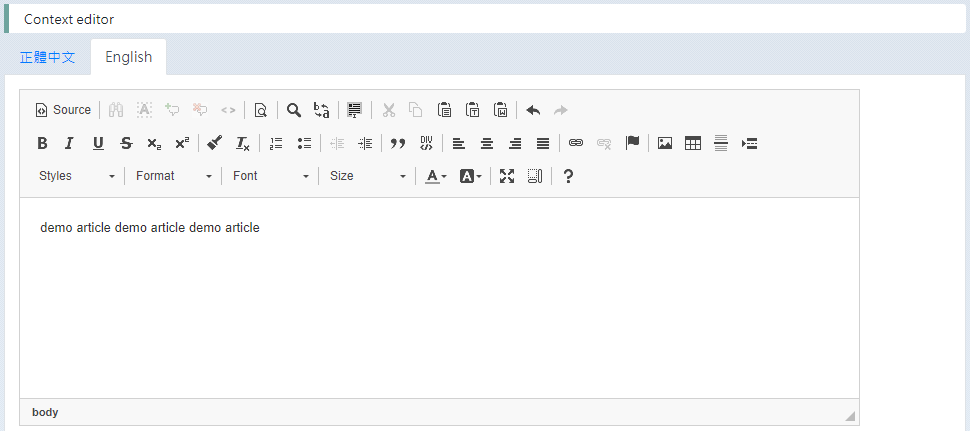 Context editor
正體中文 English
Source
Styles Format Font Size
demo article demo article demo article
body